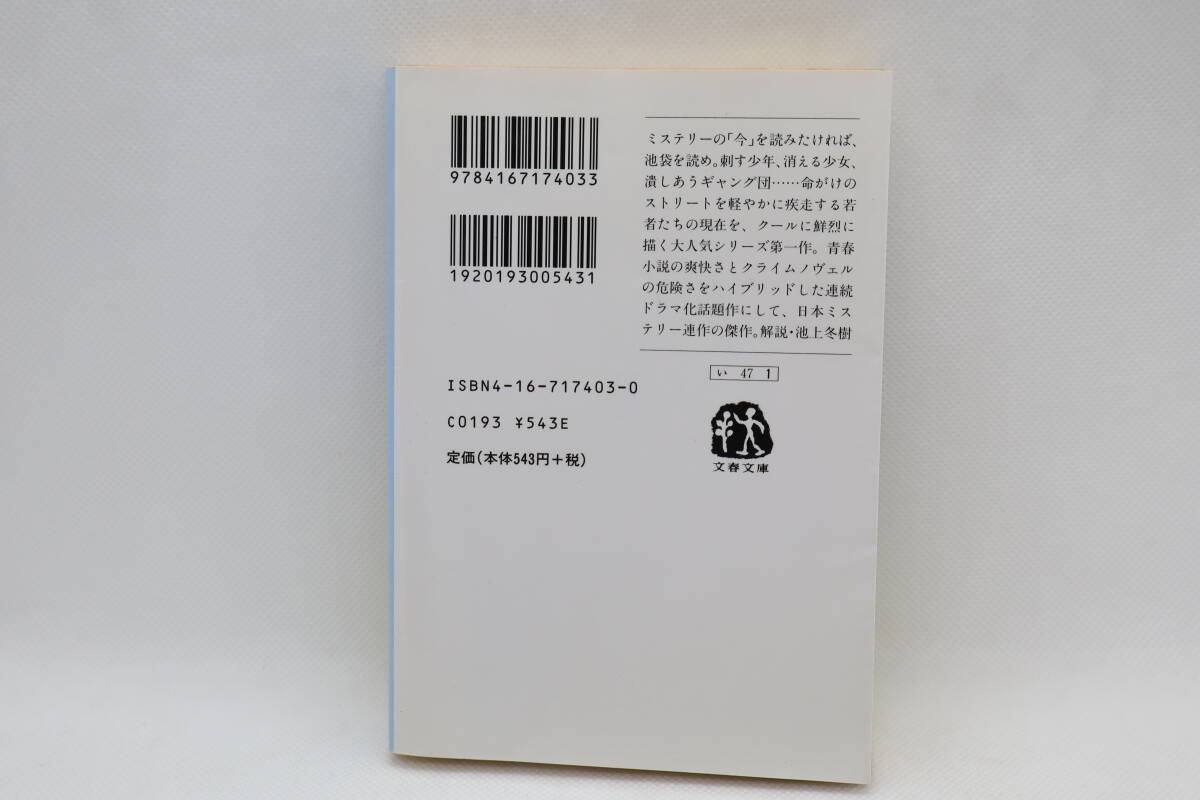 9784167174033
1920193005431
ISBN4-16-717403-0
C0193 ¥543E
定価(本体543円+税)
ミステリーの「今」を読みたければ、
池袋を読め。刺す少年、消える少女、
潰しあうギャング団……命がけの
ストリートを軽やかに疾走する若
者たちの現在を、クールに鮮烈に
描く大人気シリーズ第一作。青春
小説の爽快さとクライムノヴェル
の危険さをハイブリッドした連続
ドラマ化話題作にして、日本ミス
テリー連作の傑作。解説・池上冬樹
い 47 1
文春文庫